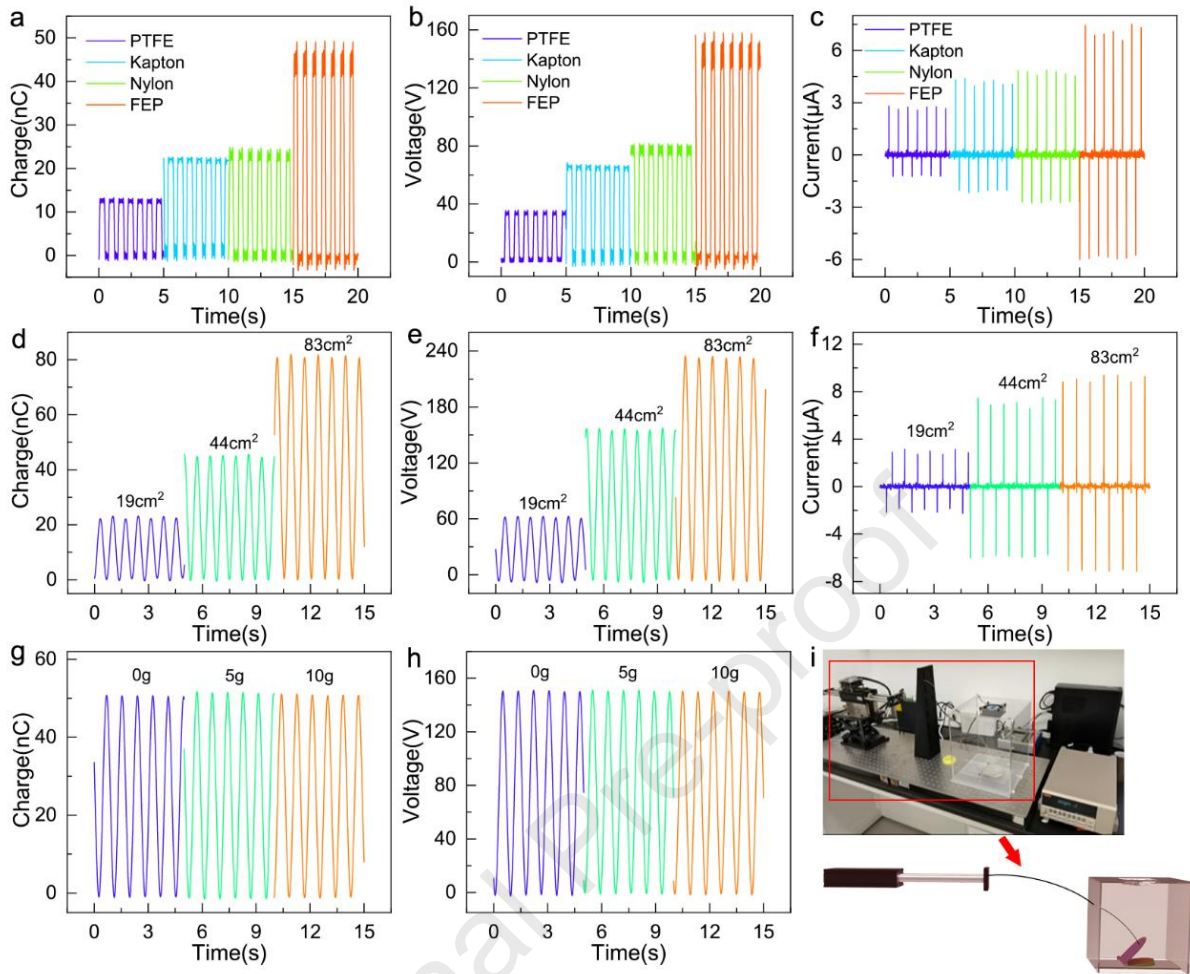 a
Charge(nC)
50
40
30
20
10
0
PTFE
Kapton
Nylon
FEP
0 5 10 15 20
Time(s)
b
Voltage(V)
160
120
80
40
0
PTFE
Kapton
Nylon
FEP
0 5 10 15 20
Time(s)
c
Current(μA)
6
3
0
-3
-6
PTFE
Kapton
Nylon
FEP
0 5 10 15 20
Time(s)
d
Charge(nC)
80
60
40
20
0
83cm²
44cm²
19cm²
0 3 6 9 12 15
Time(s)
e
Voltage(V)
240
180
120
60
0
83cm²
44cm²
19cm²
0 3 6 9 12 15
Time(s)
f
Current(μA)
12
8
4
0
-4
-8
83cm²
44cm²
19cm²
0 3 6 9 12 15
Time(s)
g
Charge(nC)
60
40
20
0
0g 5g 10g
0 3 6 9 12 15
Time(s)
h
Voltage(V)
160
120
80
40
0
0g 5g 10g
0 3 6 9 12 15
Time(s)
i
nal Pre-proof